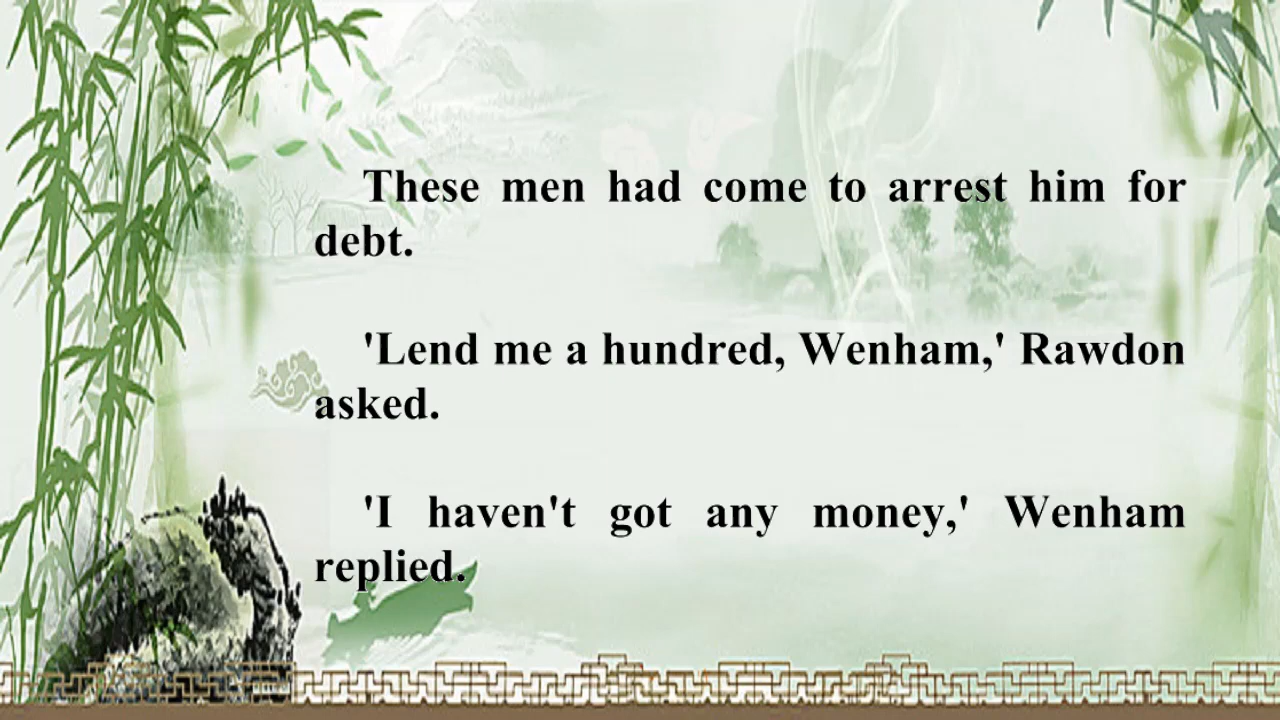 These men had come to arrest him for
debt.
'Lend me a hundred, Wenham,' Rawdon
asked.
'I haven't got any money,' Wenham
replied.